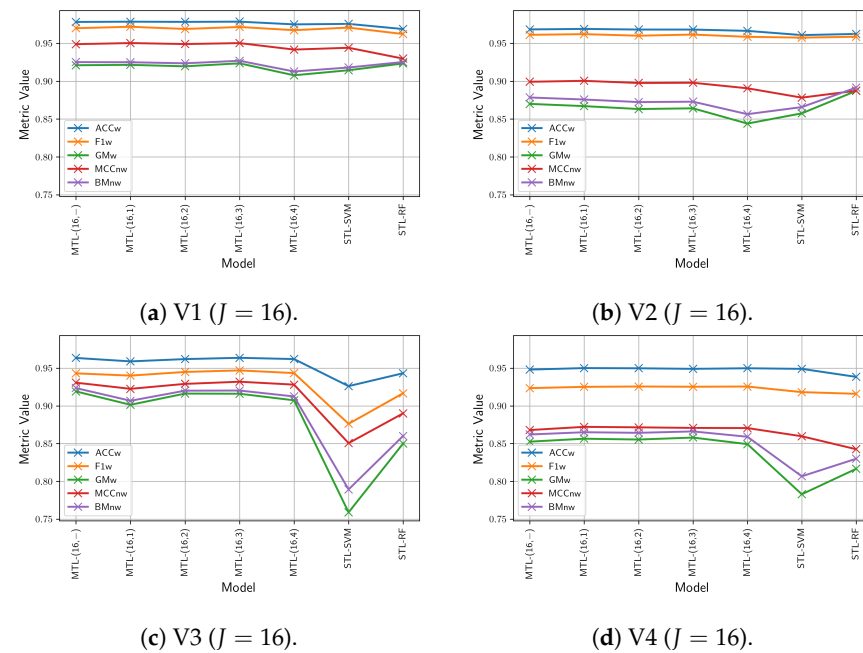 0.95
0.90
0.85
0.80
0.75
Metric Value
ACCw
F1w
GMw
MCCnw
BMnw
MTL-(16,−)
MTL-(16,1)
MTL-(16,2)
MTL-(16,3)
MTL-(16,4)
STL-SVM
STL-RF
Model
(a) V1 (J = 16).
0.95
0.90
0.85
0.80
0.75
Metric Value
ACCw
F1w
GMw
MCCnw
BMnw
MTL-(16,−)
MTL-(16,1)
MTL-(16,2)
MTL-(16,3)
MTL-(16,4)
STL-SVM
STL-RF
Model
(b) V2 (J = 16).
0.95
0.90
0.85
0.80
0.75
Metric Value
ACCw
F1w
GMw
MCCnw
BMnw
MTL-(16,−)
MTL-(16,1)
MTL-(16,2)
MTL-(16,3)
MTL-(16,4)
STL-SVM
STL-RF
Model
(c) V3 (J = 16).
0.95
0.90
0.85
0.80
0.75
Metric Value
ACCw
F1w
GMw
MCCnw
BMnw
MTL-(16,−)
MTL-(16,1)
MTL-(16,2)
MTL-(16,3)
MTL-(16,4)
STL-SVM
STL-RF
Model
(d) V4 (J = 16).